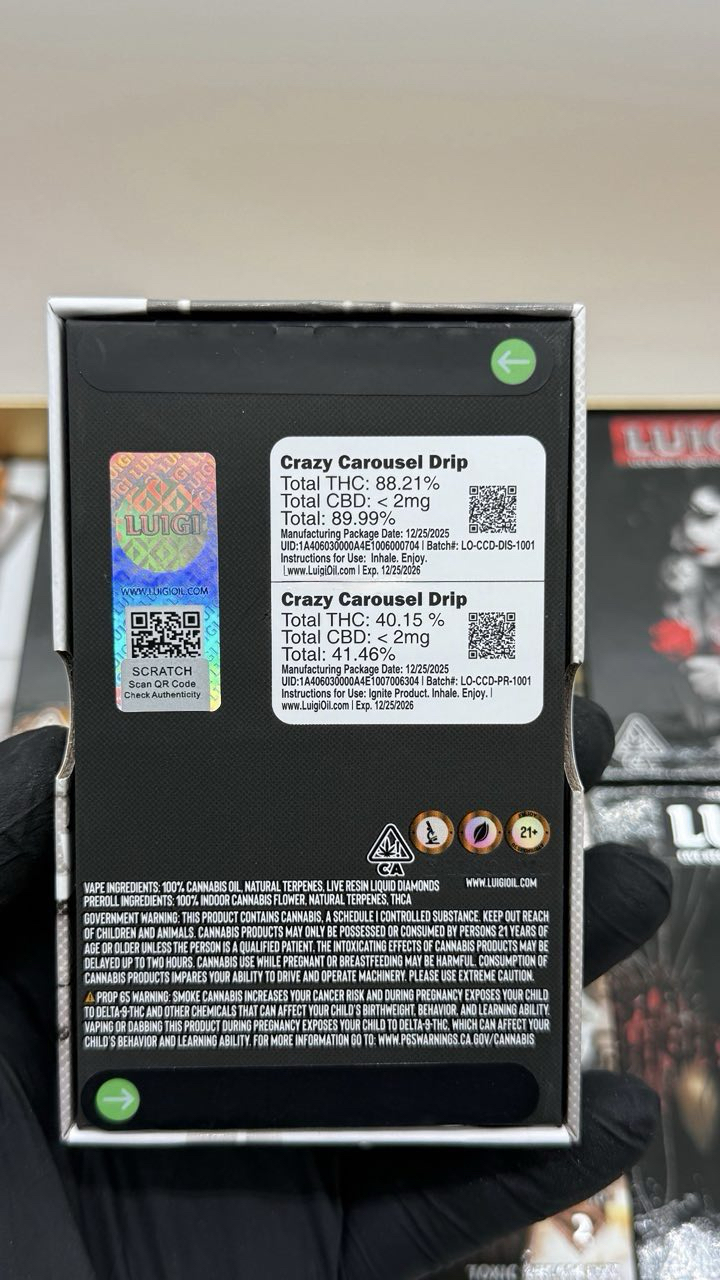 LUIGI
WWW.LUIGIOIL.COM
SCRATCH
Scan QR Code
Check Authenticity
Crazy Carousel Drip
Total THC: 88.21%
Total CBD: < 2mg
Total: 89.99%
Manufacturing Package Date: 12/25/2025
UID:1A406030000A4E1006000704 | Batch#: LO-CCD-DIS-1001
Instructions for Use: Inhale. Enjoy.
|www.LuigiOil.com | Exp. 12/25/2026
Crazy Carousel Drip
Total THC: 40.15 %
Total CBD: < 2mg
Total: 41.46%
Manufacturing Package Date: 12/25/2025
UID:1A406030000A4E1007006304 | Batch#: LO-CCD-PR-1001
Instructions for Use: Ignite Product. Inhale. Enjoy. |
www.LuigiOil.com | Exp. 12/25/2026
CA
21+
VAPE INGREDIENTS: 100% CANNABIS OIL, NATURAL TERPENES, LIVE RESIN LIQUID DIAMONDS
WWW.LUIGIOIL.COM
PREROLL INGREDIENTS: 100% INDOOR CANNABIS FLOWER, NATURAL TERPENES, THCA
GOVERNMENT WARNING: THIS PRODUCT CONTAINS CANNABIS, A SCHEDULE I CONTROLLED SUBSTANCE. KEEP OUT REACH
OF CHILDREN AND ANIMALS. CANNABIS PRODUCTS MAY ONLY BE POSSESSED OR CONSUMED BY PERSONS 21 YEARS OF
AGE OR OLDER UNLESS THE PERSON IS A QUALIFIED PATIENT. THE INTOXICATING EFFECTS OF CANNABIS PRODUCTS MAY BE
DELAYED UP TO TWO HOURS. CANNABIS USE WHILE PREGNANT OR BREASTFEEDING MAY BE HARMFUL. CONSUMPTION OF
CANNABIS PRODUCTS IMPARES YOUR ABILITY TO DRIVE AND OPERATE MACHINERY. PLEASE USE EXTREME CAUTION.
PROP 65 WARNING: SMOKE CANNABIS INCREASES YOUR CANCER RISK AND DURING PREGNANCY EXPOSES YOUR CHILD
TO DELTA-9-THC AND OTHER CHEMICALS THAT CAN AFFECT YOUR CHILD'S BIRTHWEIGHT, BEHAVIOR, AND LEARNING ABILITY.
VAPING OR DABBING THIS PRODUCT DURING PREGNANCY EXPOSES YOUR CHILD TO DELTA-9-THC, WHICH CAN AFFECT YOUR
CHILD'S BEHAVIOR AND LEARNING ABILITY. FOR MORE INFORMATION GO TO: WWW.P65WARNINGS.CA.GOV/CANNABIS
TOXIC